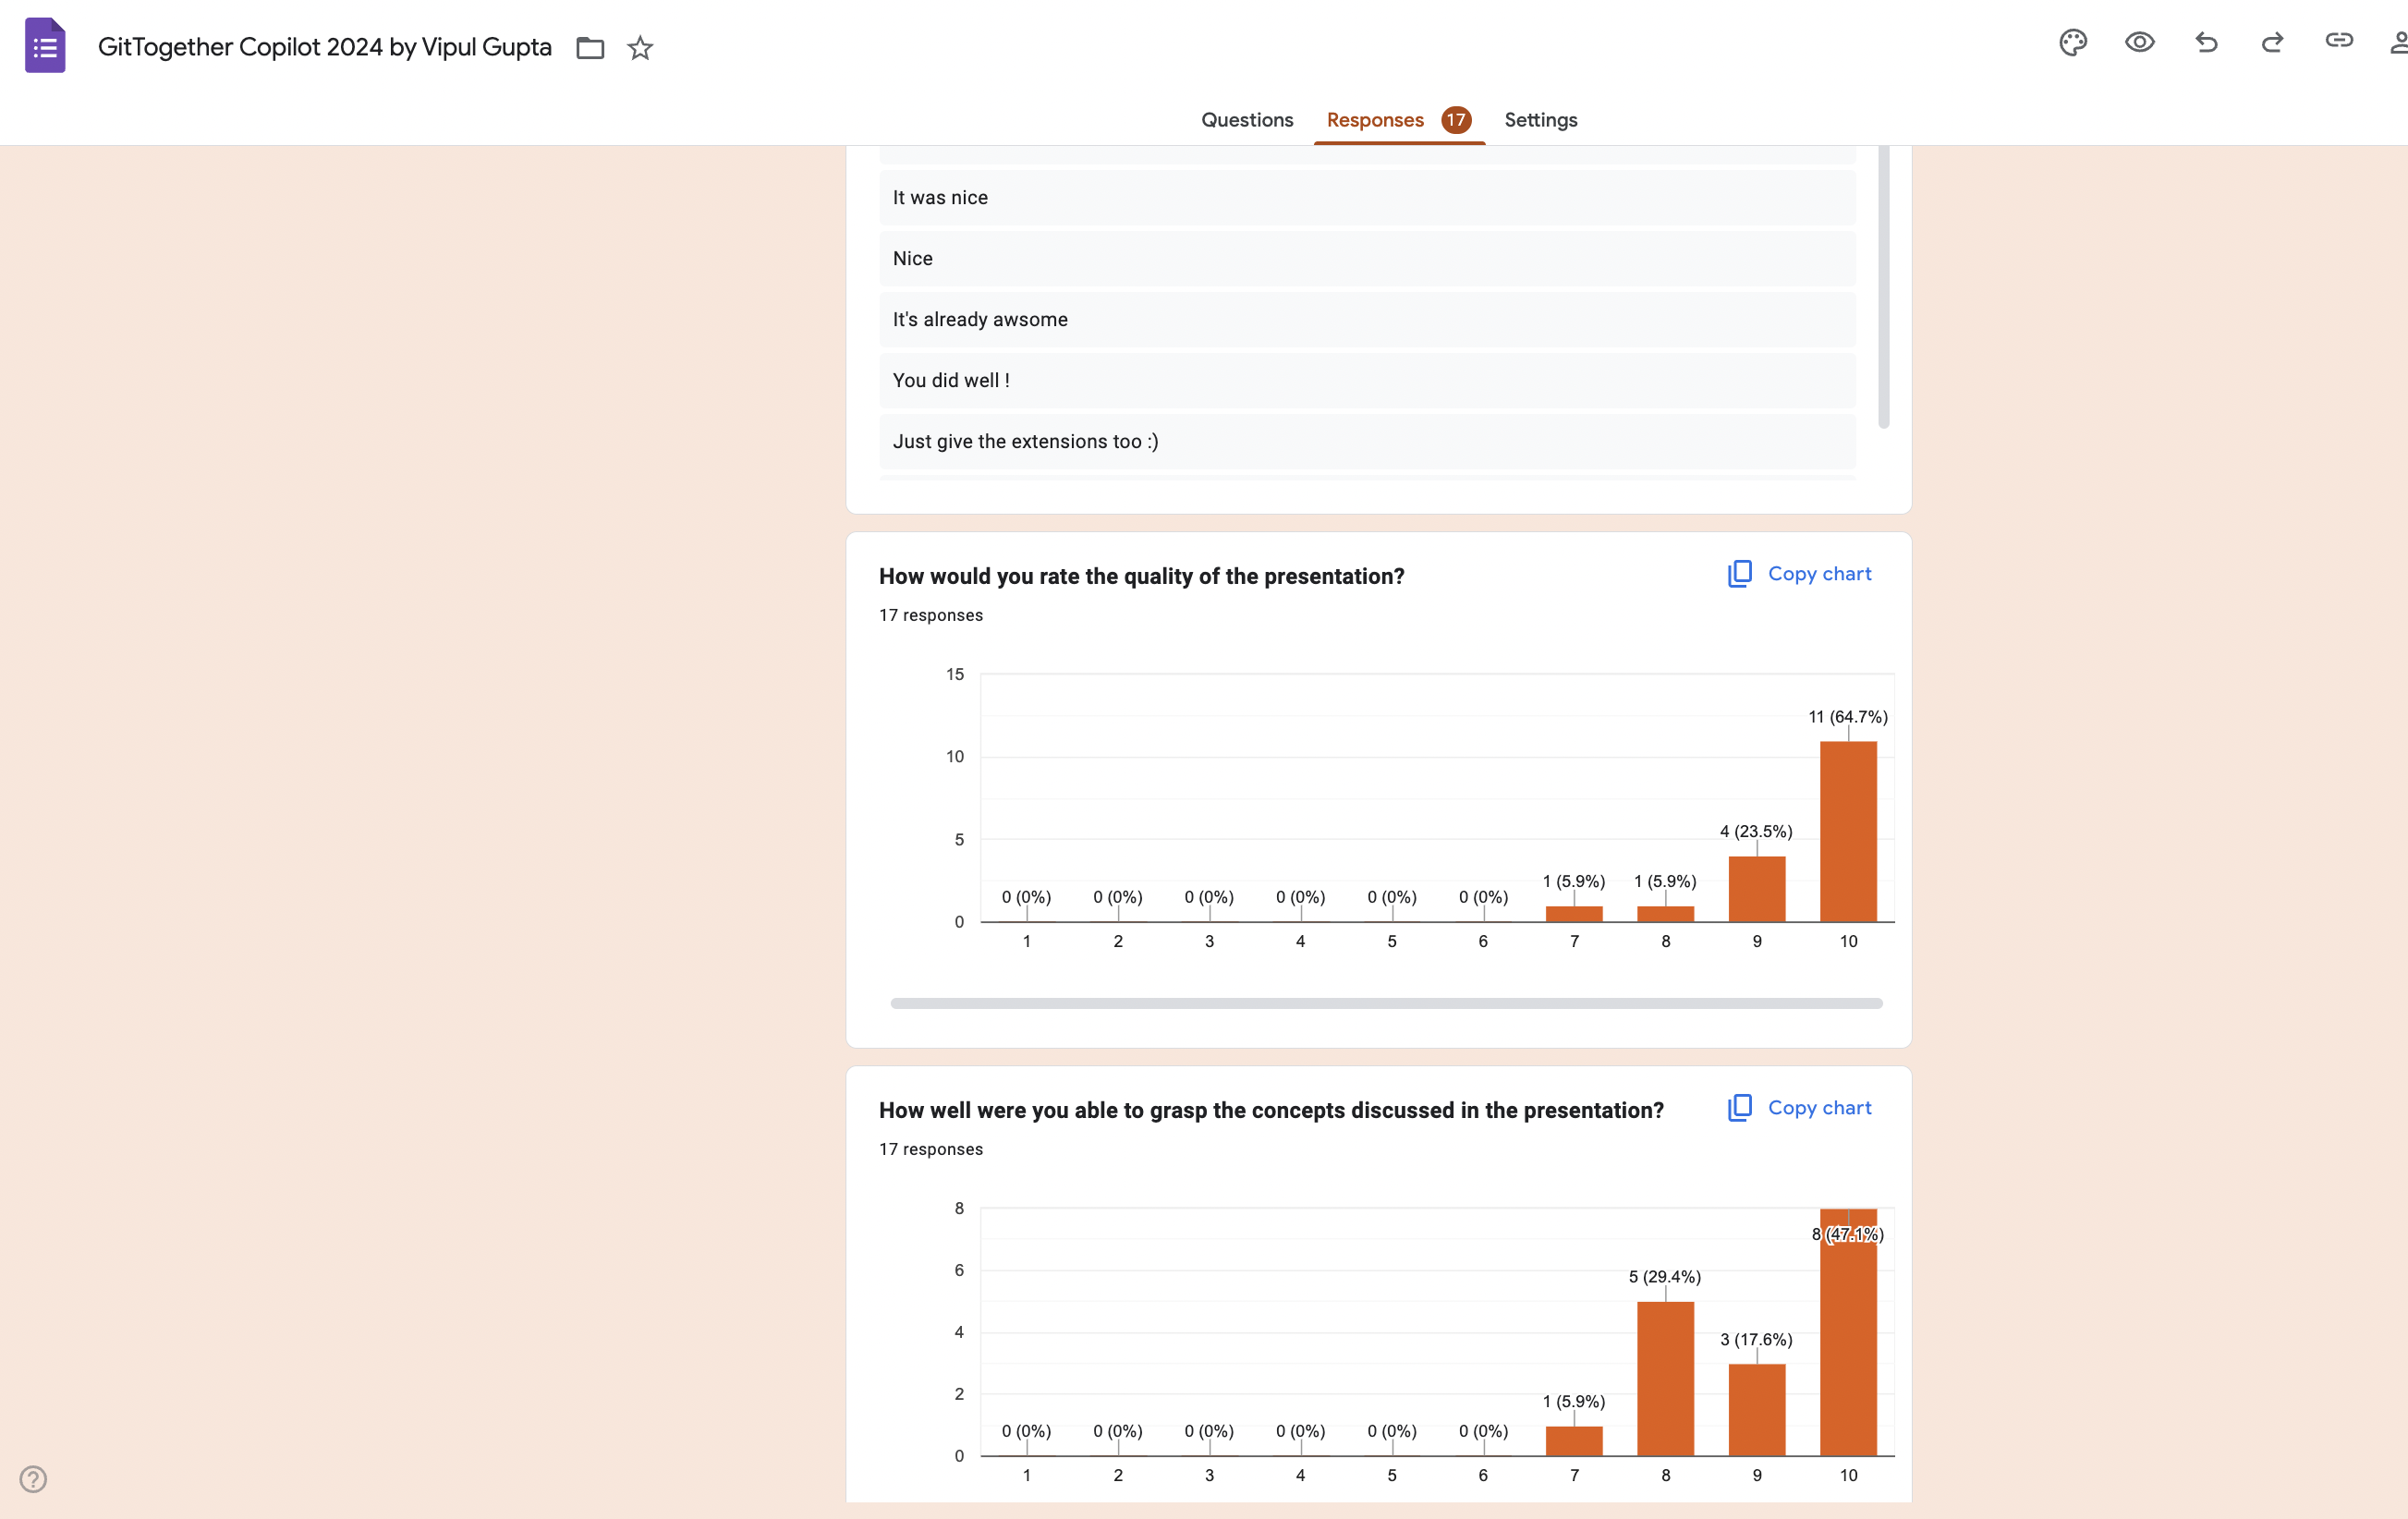 GitTogether Copilot 2024 by Vipul Gupta
Questions Responses 17 Settings
It was nice
Nice
It's already awsome
You did well !
Just give the extensions too :)
How would you rate the quality of the presentation?
Copy chart
17 responses
15
10
5
0
0 (0%) 0 (0%) 0 (0%) 0 (0%) 0 (0%) 0 (0%) 1 (5.9%) 1 (5.9%) 4 (23.5%) 11 (64.7%)
1 2 3 4 5 6 7 8 9 10
How well were you able to grasp the concepts discussed in the presentation?
Copy chart
17 responses
8
6
4
2
0
0 (0%) 0 (0%) 0 (0%) 0 (0%) 0 (0%) 0 (0%) 1 (5.9%) 5 (29.4%) 3 (17.6%) 8 (47.1%)
1 2 3 4 5 6 7 8 9 10